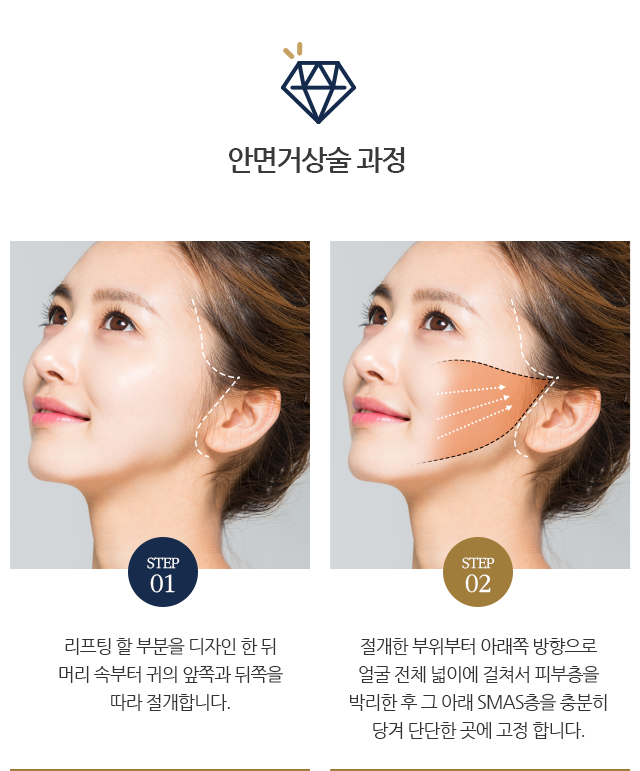 안면거상술 과정
STEP
01
리프팅 할 부분을 디자인 한 뒤
머리 속부터 귀의 앞쪽과 뒤쪽을
따라 절개합니다.
STEP
02
절개한 부위부터 아래쪽 방향으로
얼굴 전체 넓이에 걸쳐서 피부층을
박리한 후 그 아래 SMAS층을 충분히
당겨 단단한 곳에 고정 합니다.